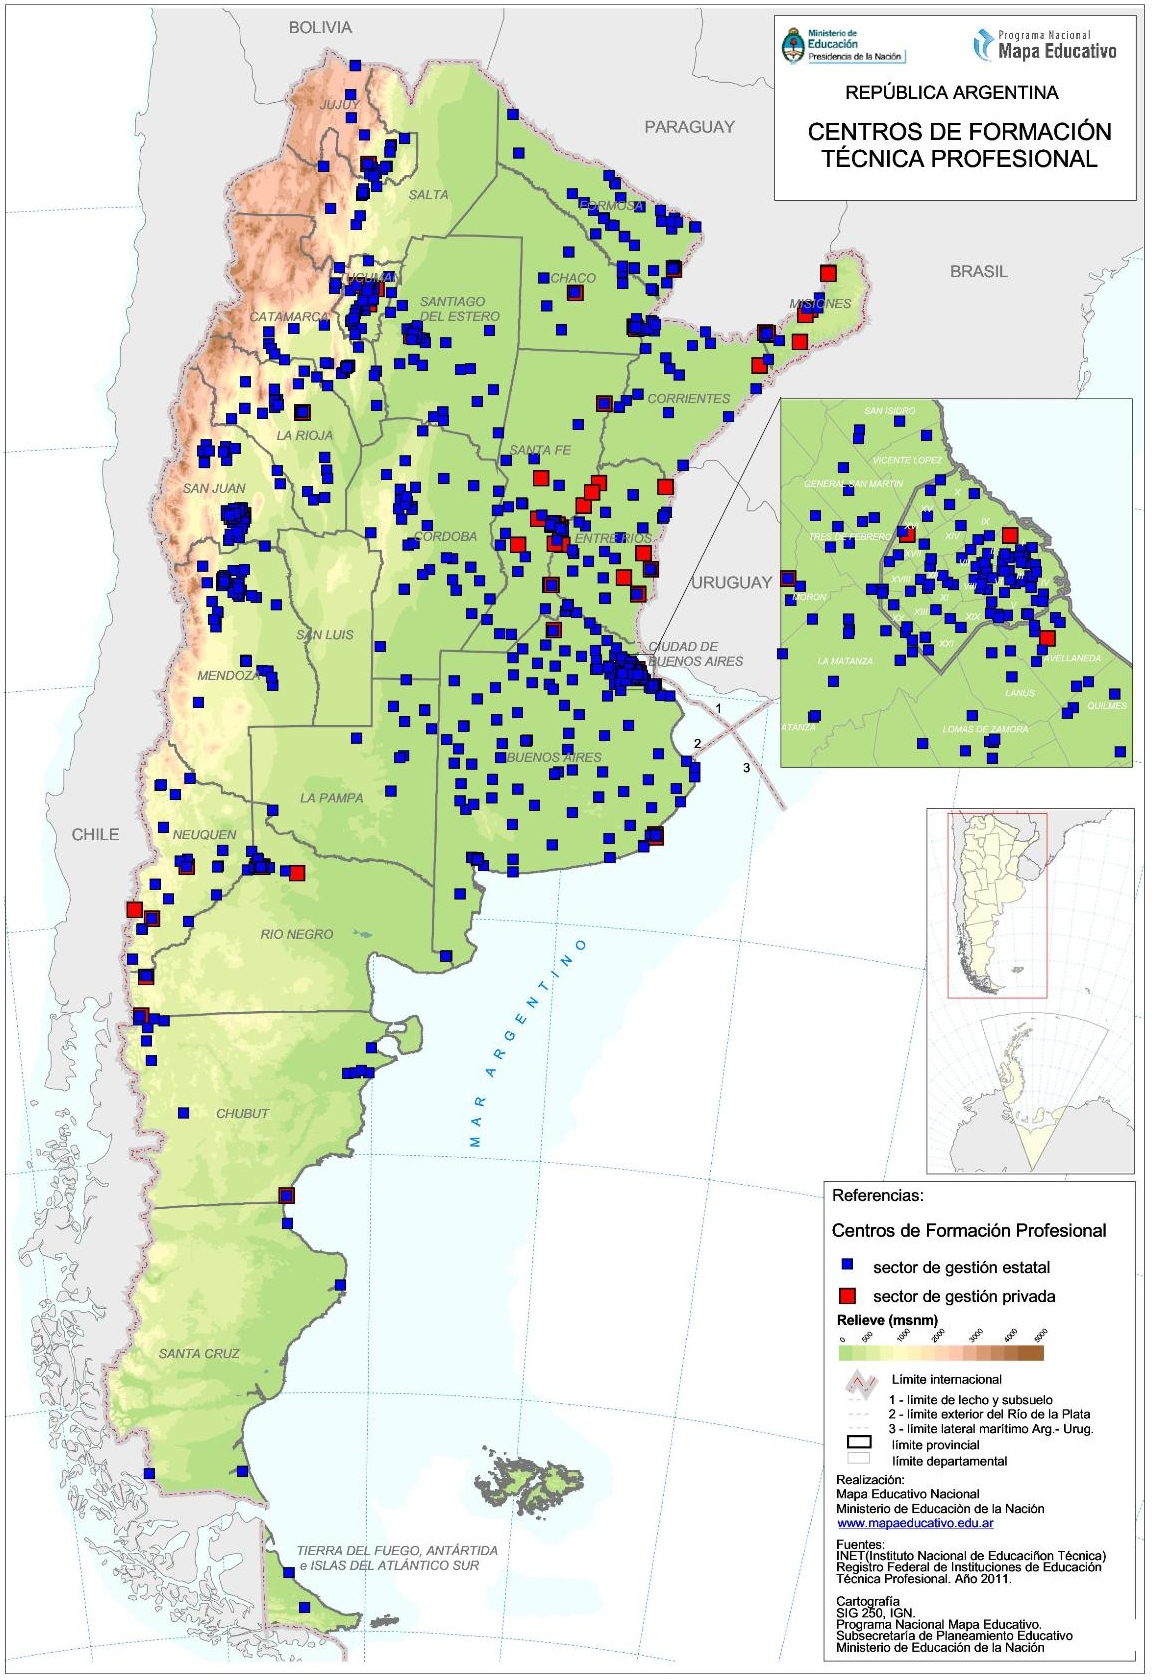 BOLIVIA
Ministerio de
Educación
Presidencia de la Nación
Programa Nacional
Mapa Educativo
REPÚBLICA ARGENTINA
CENTROS DE FORMACIÓN
TÉCNICA PROFESIONAL
PARAGUAY
JUJUY
SALTA
FORMOSA
BRASIL
CHACO
MISIONES
SANTIAGO
DEL ESTERO
CATAMARCA
CORRIENTES
LA RIOJA
SANTA FE
SAN JUAN
CORDOBA
ENTRE RIOS
URUGUAY
SAN LUIS
MENDOZA
CIUDAD DE
BUENOS AIRES
1
2
3
BUENOS AIRES
LA PAMPA
CHILE
NEUQUEN
RIO NEGRO
MAR ARGENTINO
CHUBUT
SANTA CRUZ
TIERRA DEL FUEGO, ANTÁRTIDA
e ISLAS DEL ATLÁNTICO SUR
SAN ISIDRO
VICENTE LOPEZ
GENERAL SAN MARTIN
X
IX
XIV
TRES DE FEBRERO
XVIII
XI
MORON
XIII
XIX
V
XXI
LA MATANZA
AVELLANEDA
LANUS
QUILMES
ATANZA
LOMAS DE ZAMORA
Referencias:
Centros de Formación Profesional
sector de gestión estatal
sector de gestión privada
Relieve (msnm)
0 500 1000 2000 3000 4000 5000
Límite internacional
1 - límite de lecho y subsuelo
2 - límite exterior del Río de la Plata
3 - límite lateral marítimo Arg.- Urug.
límite provincial
límite departamental
Realización:
Mapa Educativo Nacional
Ministerio de Educación de la Nación
www.mapaeducativo.edu.ar
Fuentes:
INET(Instituto Nacional de Educaciñon Técnica)
Registro Federal de Instituciones de Educación
Técnica Profesional. Año 2011.
Cartografía
SIG 250, IGN.
Programa Nacional Mapa Educativo.
Subsecretaría de Planeamiento Educativo
Ministerio de Educación de la Nación